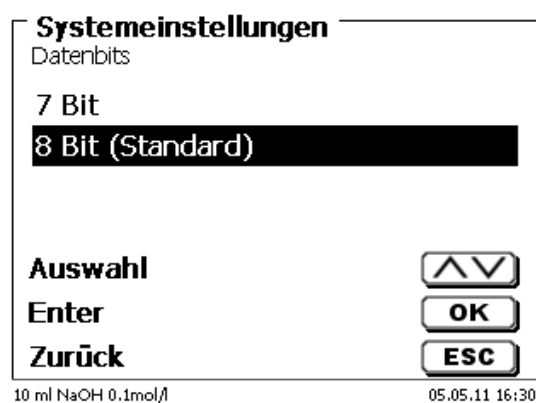 Systemeinstellungen
Datenbits
7 Bit
8 Bit (Standard)
Auswahl
Enter OK
Zurück ESC
10 ml NaOH 0.1mol/l 05.05.11 16:30